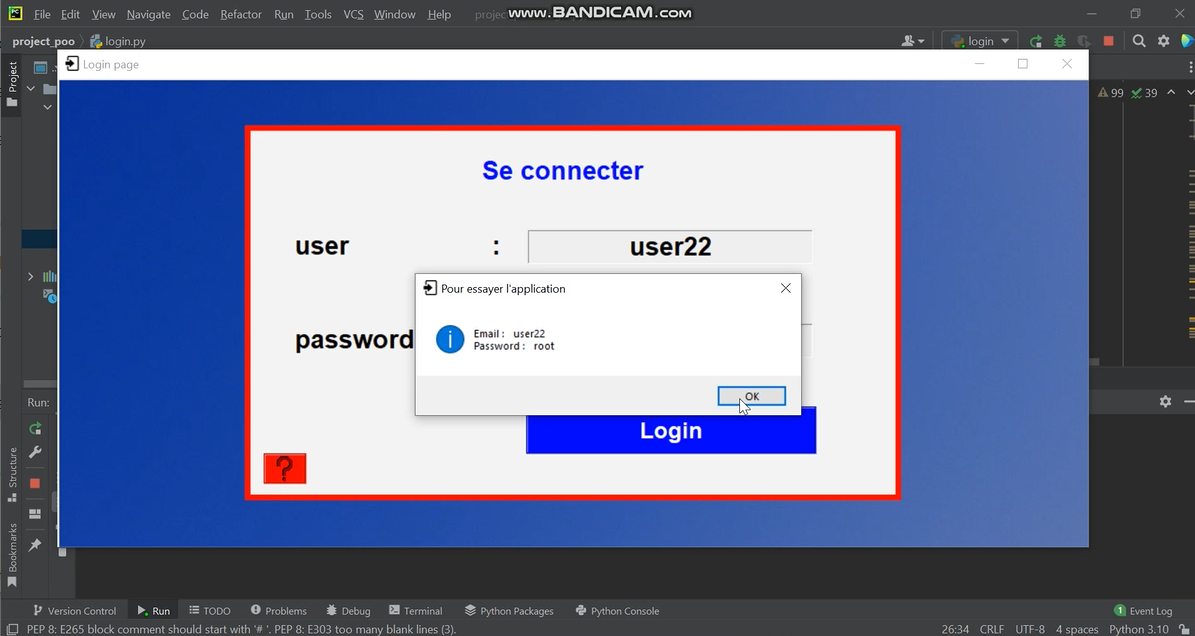 File Edit View Navigate Code Refactor Run Tools VCS Window Help projec
www.BANDICAM.com
project_poo login.py login
Login page
Project
99 39
Se connecter
user : user22
Pour essayer l'application
Email : user22
Password : root
password
OK
Login
?
Run:
Structure
Bookmarks
Version Control Run TODO Problems Debug Terminal Python Packages Python Console 1 Event Log
PEP 8: E265 block comment should start with '# '. PEP 8: E303 too many blank lines (3). 26:34 CRLF UTF-8 4 spaces Python 3.10